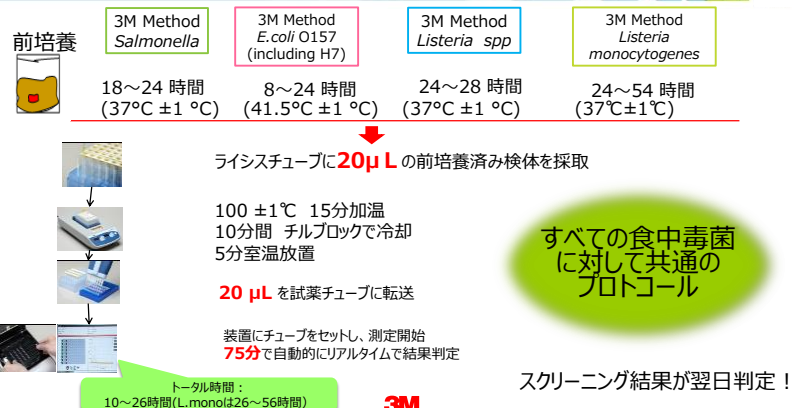 前培養
3M Method
Salmonella
3M Method
E.coli O157
(including H7)
3M Method
Listeria spp
3M Method
Listeria
monocytogenes
18～24 時間
(37°C ±1 °C)
8～24 時間
(41.5°C ±1 °C)
24～28 時間
(37°C ±1 °C)
24～54 時間
(37℃±1℃)
ライシスチューブに20μ L の前培養済み検体を採取
100 ±1℃ 15分加温
10分間 チルブロックで冷却
5分室温放置
20 μL を試薬チューブに転送
装置にチューブをセットし、測定開始
75分で自動的にリアルタイムで結果判定
すべての食中毒菌
に対して共通の
プロトコール
トータル時間：
10～26時間(L.monoは26～56時間)
3M
スクリーニング結果が翌日判定！